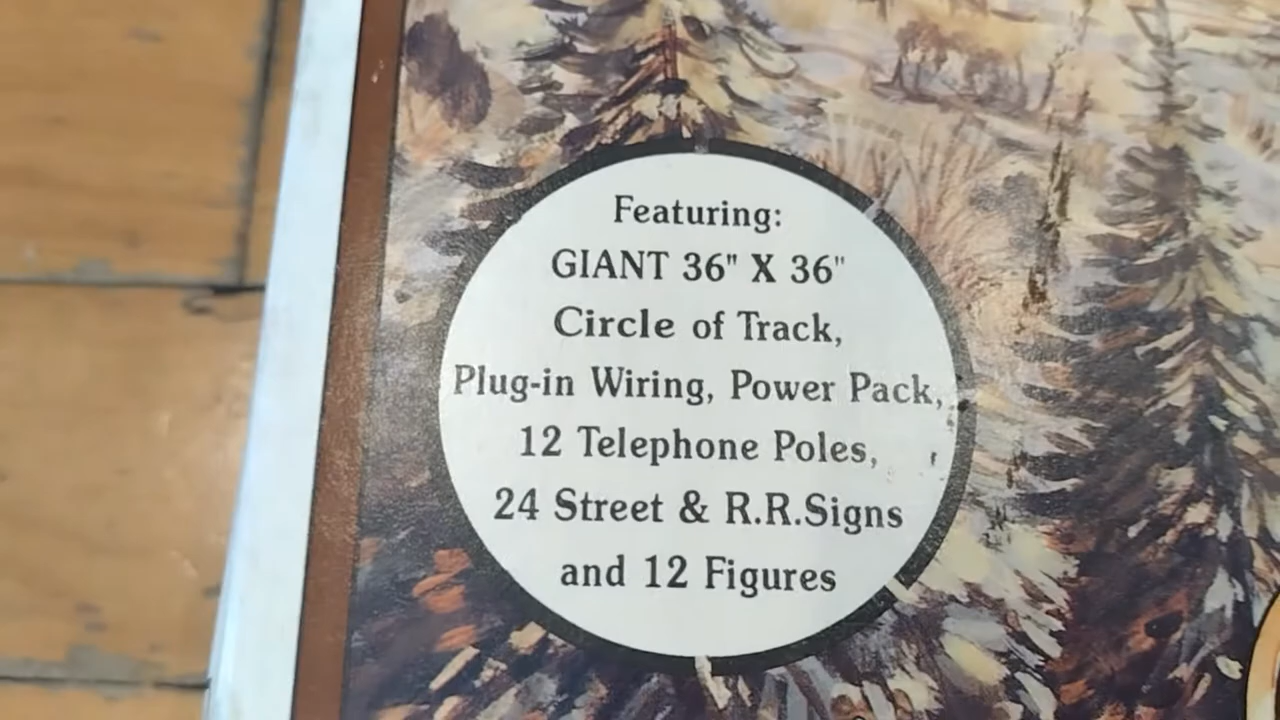 Featuring:
GIANT 36" X 36"
Circle of Track,
Plug-in Wiring, Power Pack,
12 Telephone Poles,
24 Street & R.R.Signs
and 12 Figures